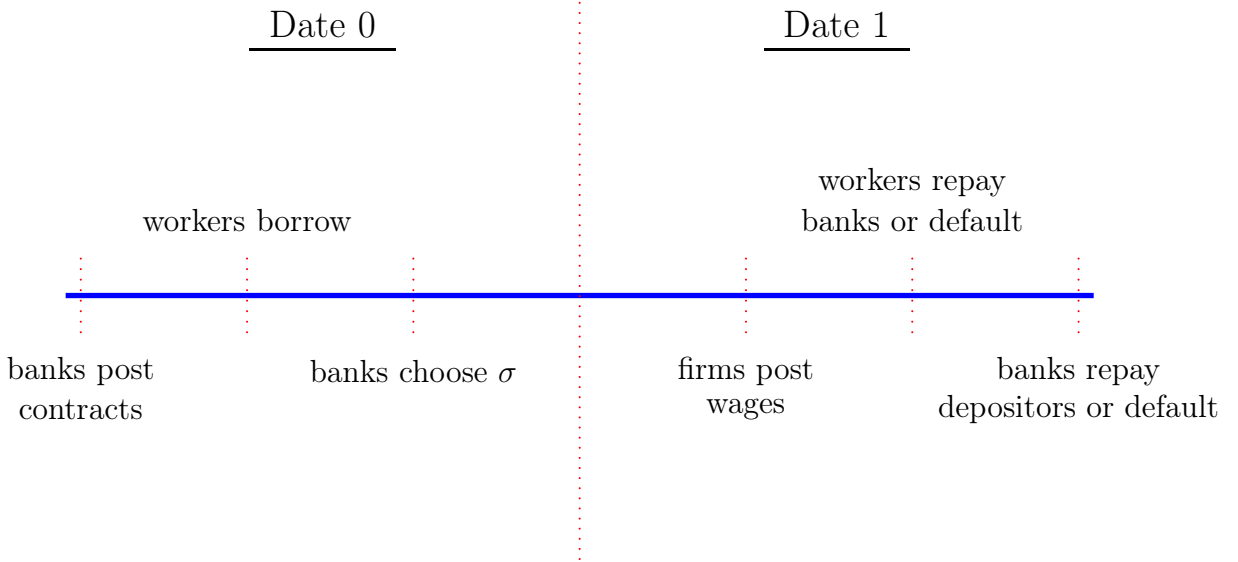 Date 0
Date 1
workers borrow
workers repay
banks or default
banks post
contracts
banks choose σ
firms post
wages
banks repay
depositors or default